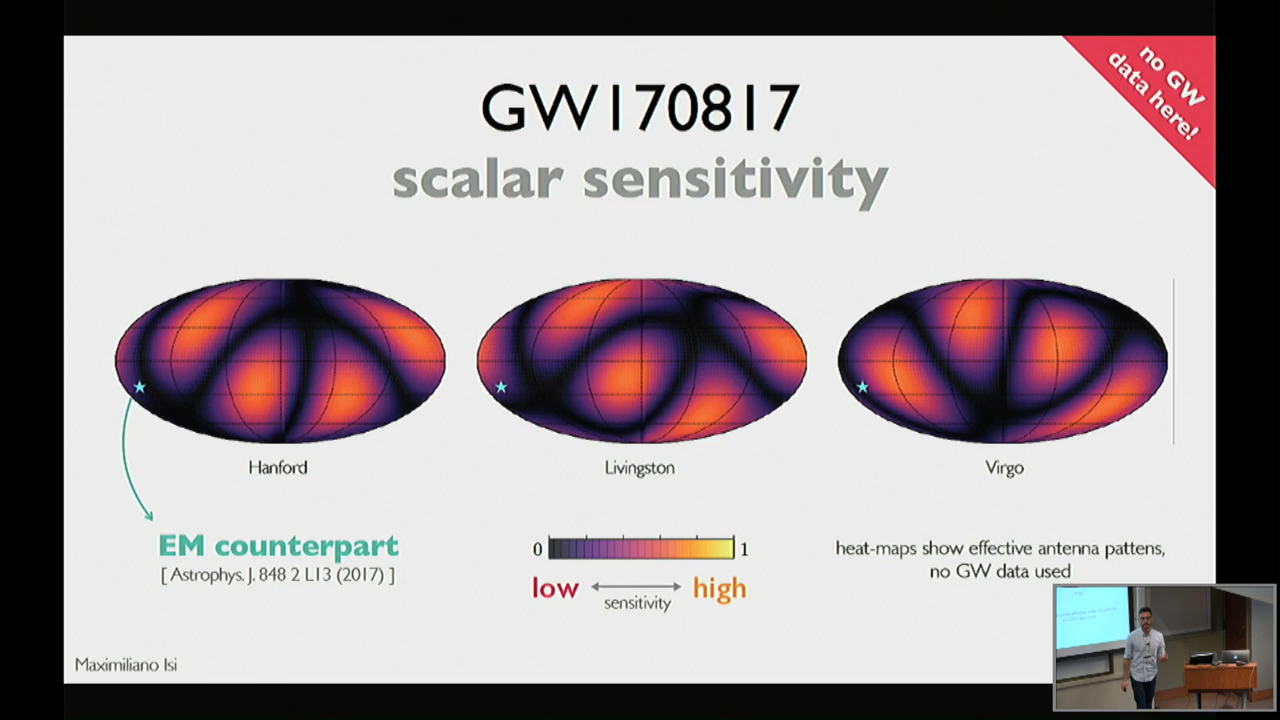 no GW
data here!
GW170817
scalar sensitivity
Hanford
Livingston
Virgo
EM counterpart
[ Astrophys. J. 848 2 L13 (2017) ]
0
1
low
high
sensitivity
heat-maps show effective antenna pattens,
no GW data used
Maximiliano Isi